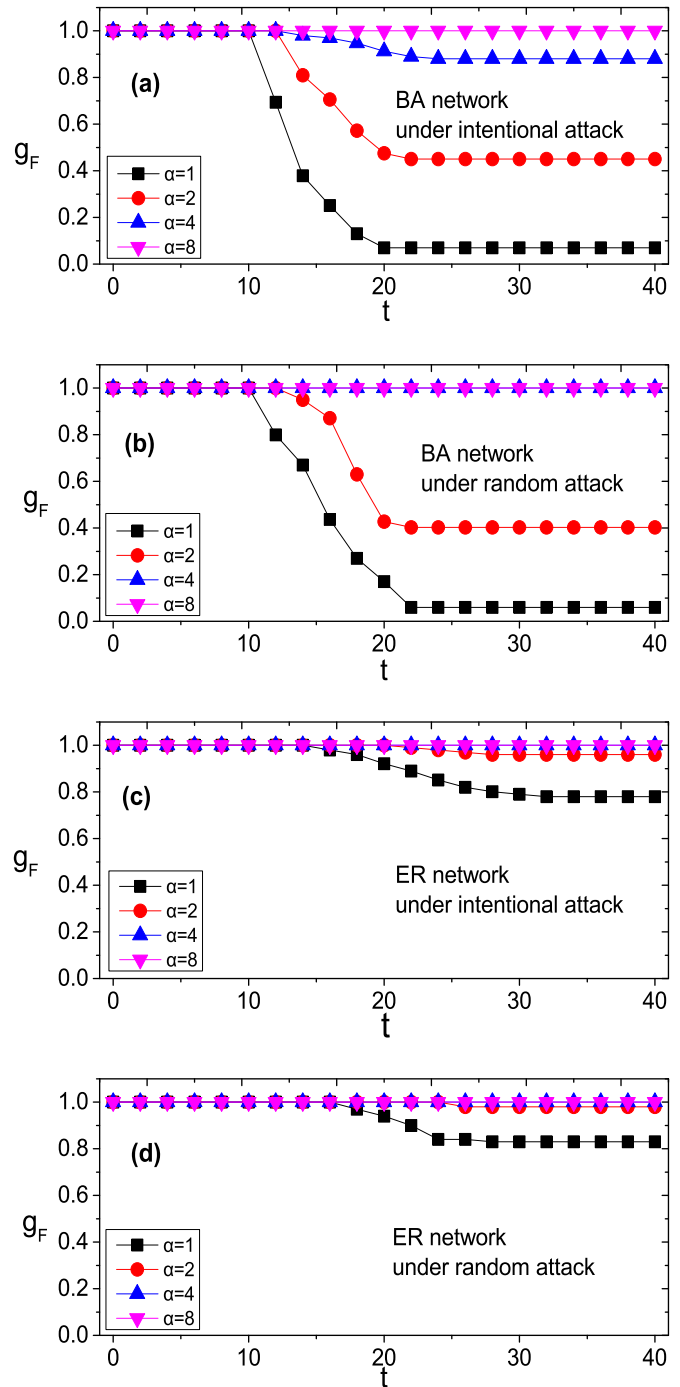 1.0
0.8
0.6
0.4
0.2
0.0
g_F
(a)
BA network
under intentional attack
α=1
α=2
α=4
α=8
0 10 20 30 40
t
1.0
0.8
0.6
0.4
0.2
0.0
g_F
(b)
BA network
under random attack
α=1
α=2
α=4
α=8
0 10 20 30 40
t
1.0
0.8
0.6
0.4
0.2
0.0
g_F
(c)
ER network
under intentional attack
α=1
α=2
α=4
α=8
0 10 20 30 40
t
1.0
0.8
0.6
0.4
0.2
0.0
g_F
(d)
ER network
under random attack
α=1
α=2
α=4
α=8
0 10 20 30 40
t